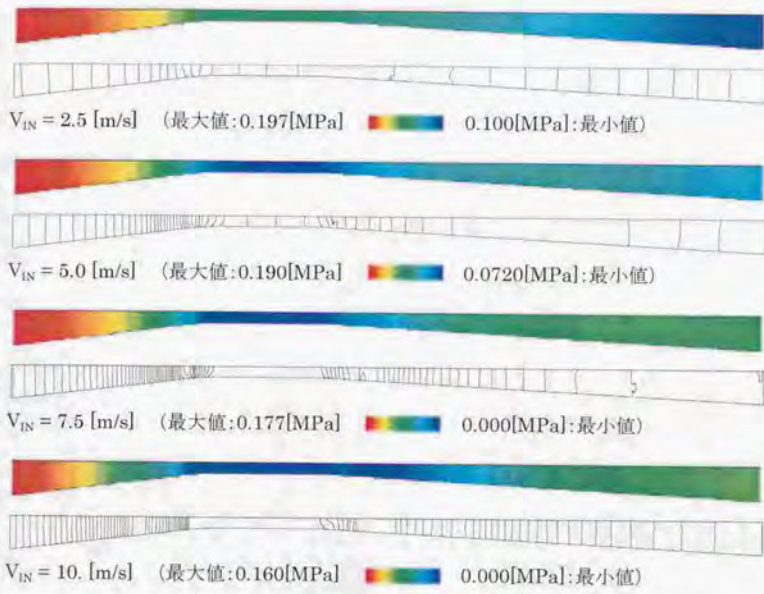 V_IN = 2.5 [m/s] (最大値:0.197[MPa] 0.100[MPa]:最小値)
V_IN = 5.0 [m/s] (最大値:0.190[MPa] 0.0720[MPa]:最小値)
V_IN = 7.5 [m/s] (最大値:0.177[MPa] 0.000[MPa]:最小値)
V_IN = 10. [m/s] (最大値:0.160[MPa] 0.000[MPa]:最小値)